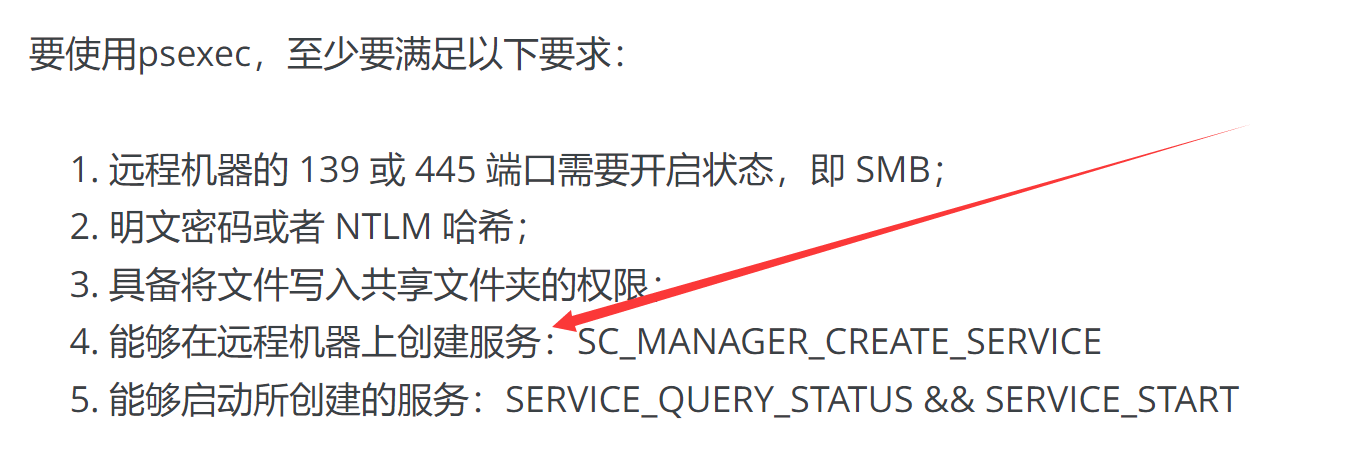 要使用psexec，至少要满足以下要求：
1. 远程机器的 139 或 445 端口需要开启状态，即 SMB；
2. 明文密码或者 NTLM 哈希；
3. 具备将文件写入共享文件夹的权限；
4. 能够在远程机器上创建服务：SC_MANAGER_CREATE_SERVICE
5. 能够启动所创建的服务：SERVICE_QUERY_STATUS && SERVICE_START